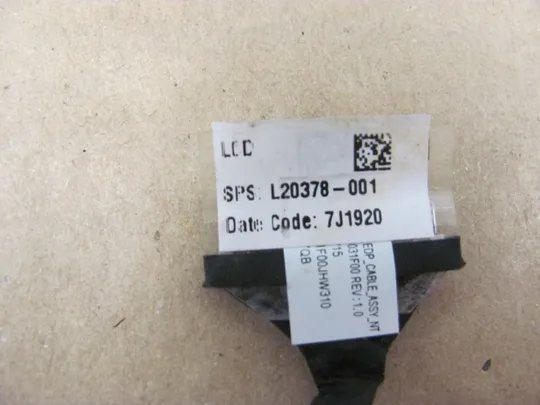 LCD
SPS: L20378-001
Date Code: 7J1920
EDP_CABLE_ASSY_NT
031F00 REV:1.0
15
F00JHW310
QB